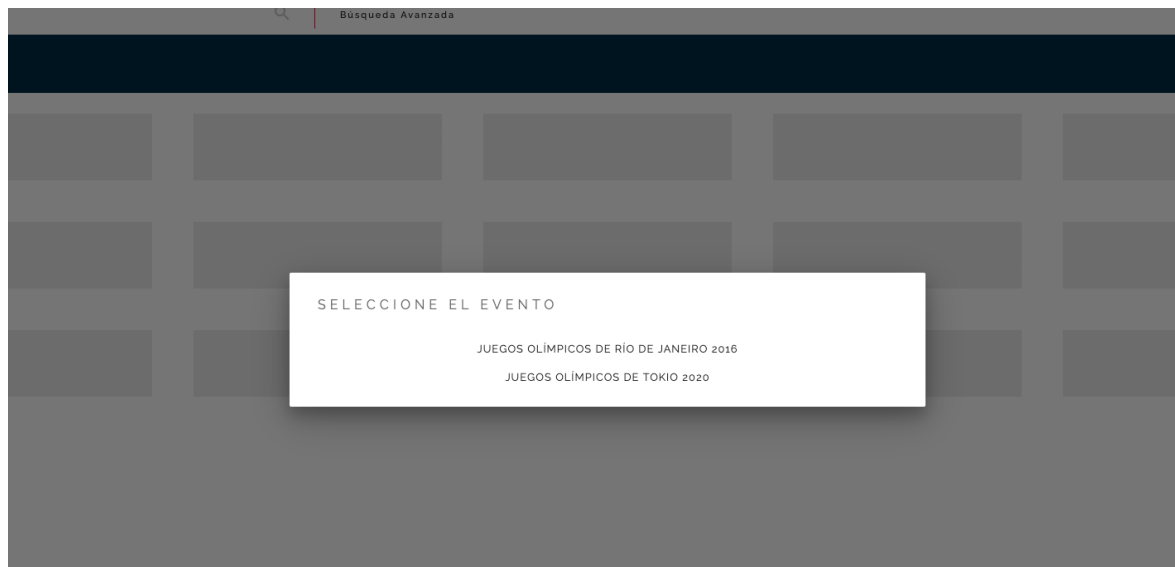 Búsqueda Avanzada
SELECCIONE EL EVENTO
JUEGOS OLÍMPICOS DE RÍO DE JANEIRO 2016
JUEGOS OLÍMPICOS DE TOKIO 2020